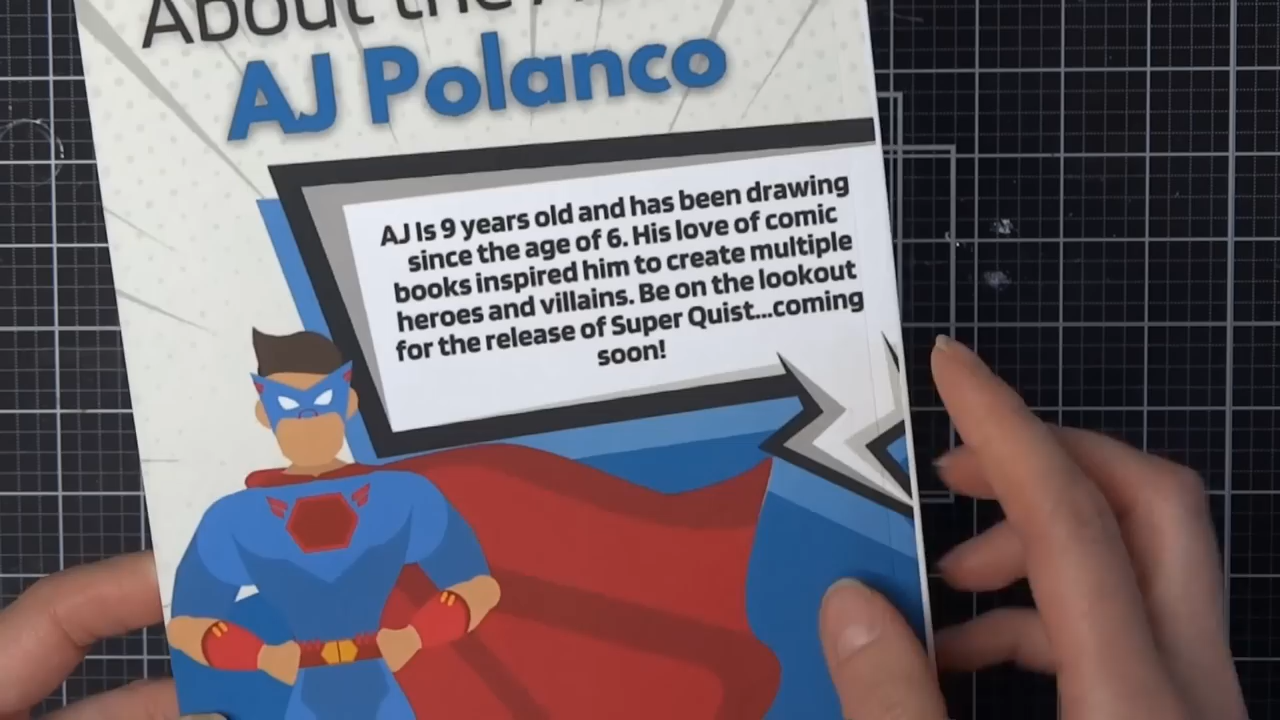 About the
AJ Polanco
AJ Is 9 years old and has been drawing
since the age of 6. His love of comic
books inspired him to create multiple
heroes and villains. Be on the lookout
for the release of Super Quist...coming
soon!